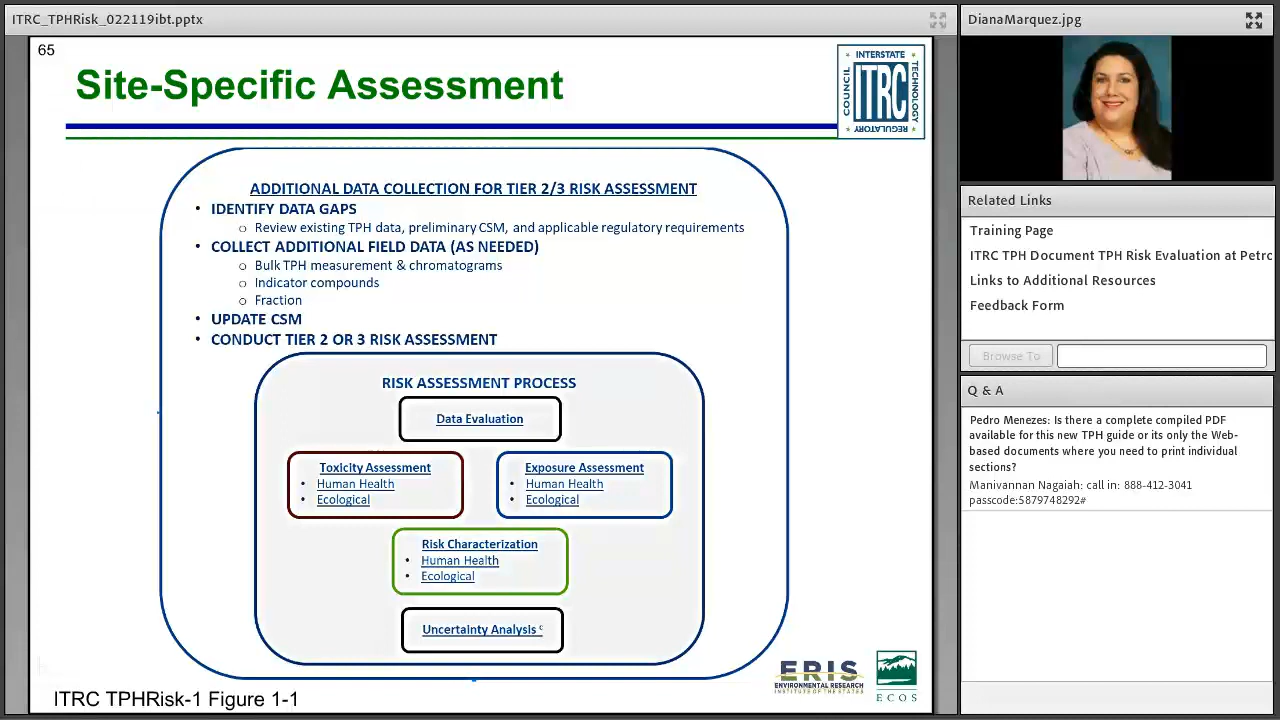 ITRC_TPHRisk_022119ibt.pptx
65
Site-Specific Assessment
INTERSTATE
COUNCIL
ITRC
TECHNOLOGY
REGULATORY
ADDITIONAL DATA COLLECTION FOR TIER 2/3 RISK ASSESSMENT
• IDENTIFY DATA GAPS
o Review existing TPH data, preliminary CSM, and applicable regulatory requirements
• COLLECT ADDITIONAL FIELD DATA (AS NEEDED)
o Bulk TPH measurement & chromatograms
o Indicator compounds
o Fraction
• UPDATE CSM
• CONDUCT TIER 2 OR 3 RISK ASSESSMENT
RISK ASSESSMENT PROCESS
Data Evaluation
Toxicity Assessment
• Human Health
• Ecological
Exposure Assessment
• Human Health
• Ecological
Risk Characterization
• Human Health
• Ecological
Uncertainty Analysis c
ERIS
ENVIRONMENTAL RESEARCH
INSTITUTE OF THE STATES
ECOS
ITRC TPHRisk-1 Figure 1-1
DianaMarquez.jpg
Related Links
Training Page
ITRC TPH Document TPH Risk Evaluation at Petrc
Links to Additional Resources
Feedback Form
Browse To
Q & A
Pedro Menezes: Is there a complete compiled PDF
available for this new TPH guide or its only the Web-
based documents where you need to print individual
sections?
Manivannan Nagaiah: call in: 888-412-3041
passcode:5879748292#